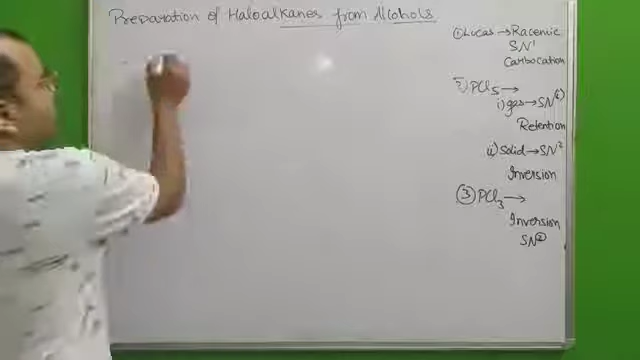 Preparation of Haloalkanes from Alcohols
① Lucas → Racemic
SN¹
Carbocation
2) PCl₅ →
i) gas → SN(i)
Retention
ii) Solid → SN²
Inversion
③ PCl₃ →
Inversion
SN②